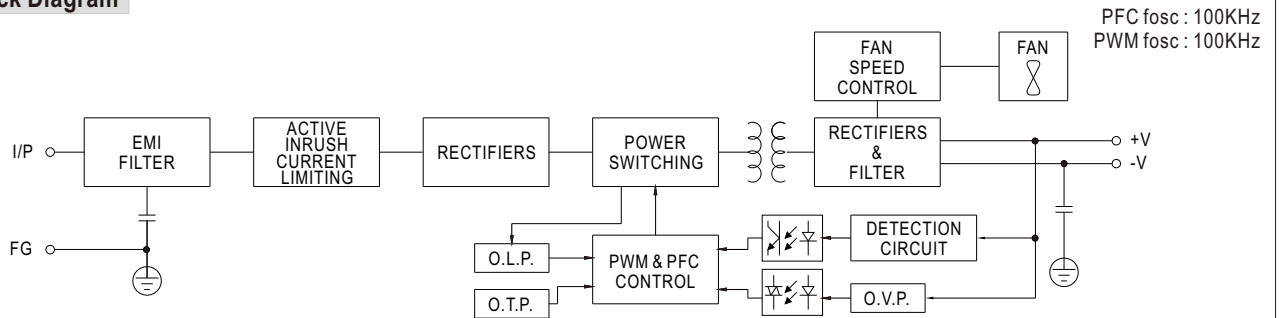 ck Diagram
PFC fosc : 100KHz
PWM fosc : 100KHz
FAN
SPEED
CONTROL
FAN
I/P
EMI
FILTER
ACTIVE
INRUSH
CURRENT
LIMITING
RECTIFIERS
POWER
SWITCHING
RECTIFIERS
&
FILTER
+V
-V
FG
O.L.P.
O.T.P.
PWM & PFC
CONTROL
DETECTION
CIRCUIT
O.V.P.